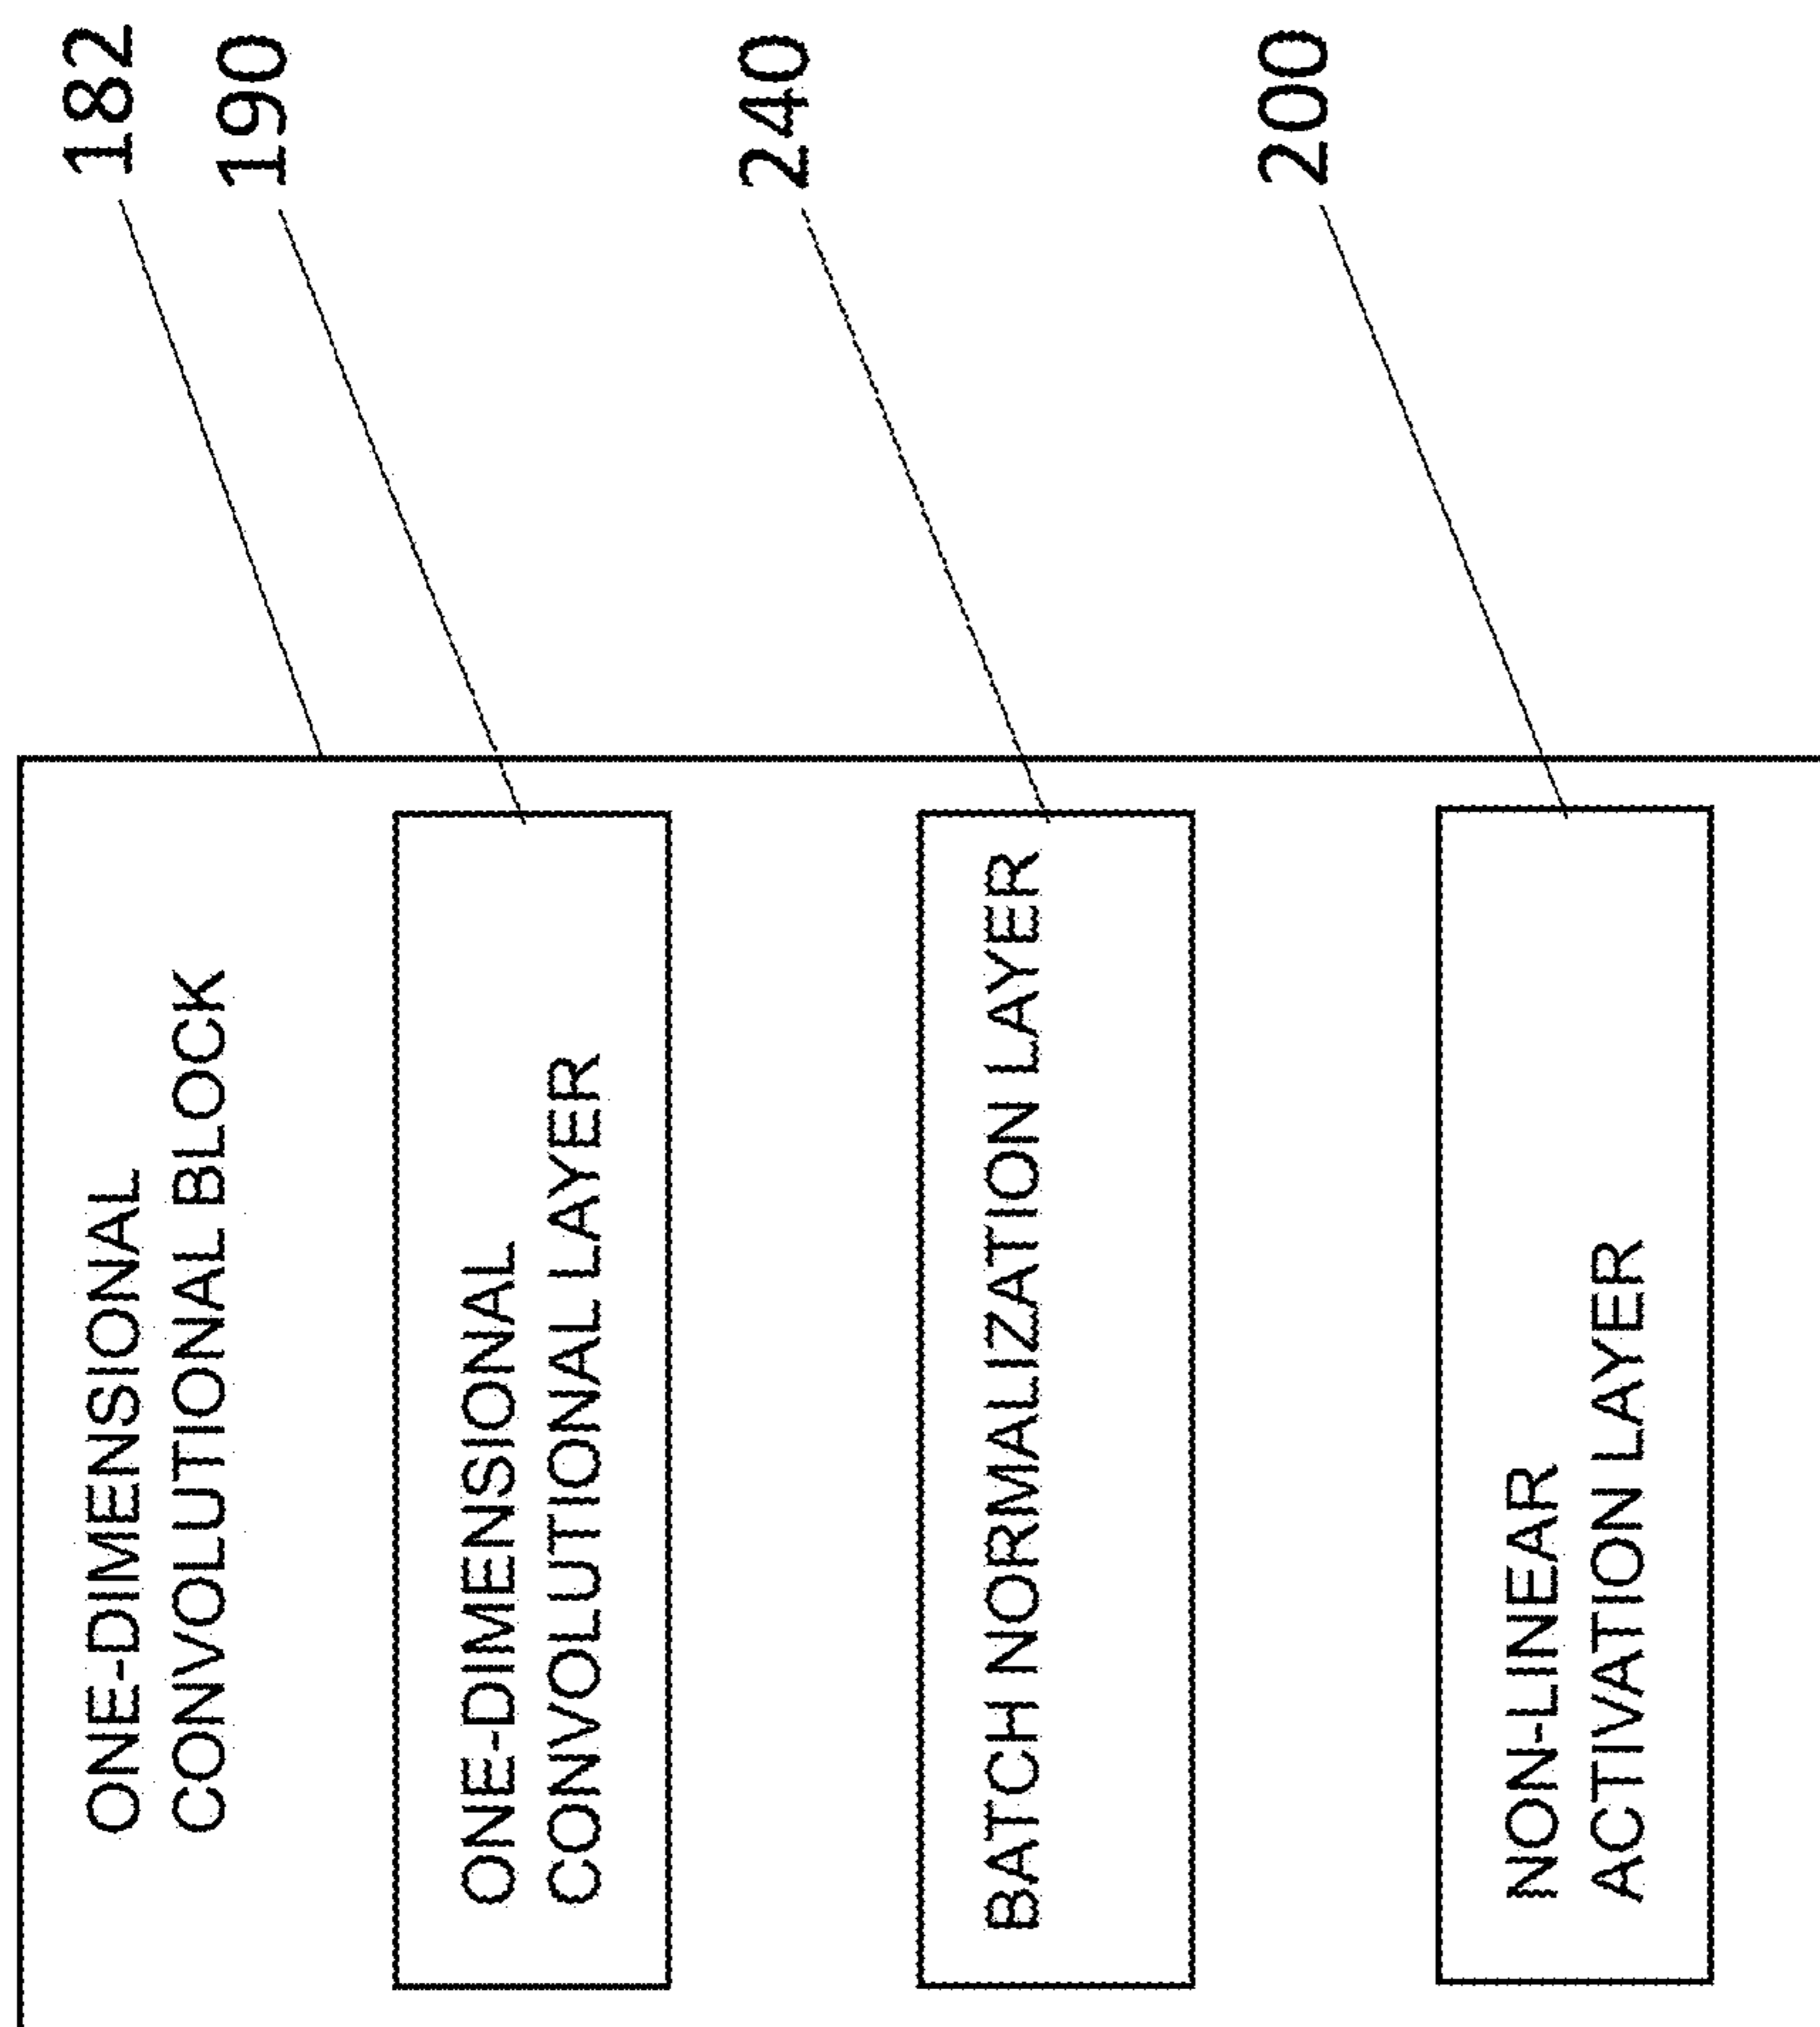 ONE-DIMENSIONAL
CONVOLUTIONAL BLOCK
182
ONE-DIMENSIONAL
CONVOLUTIONAL LAYER
190
BATCH NORMALIZATION LAYER
240
NON-LINEAR
ACTIVATION LAYER
200